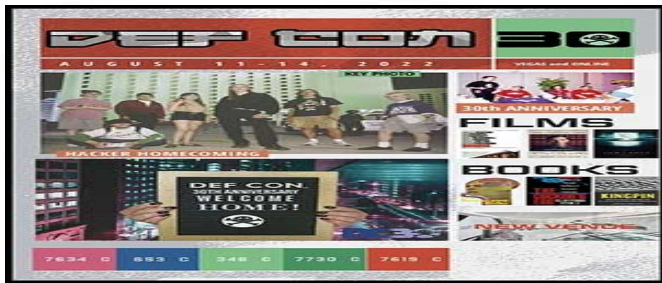 DEF CON 30
AUGUST 11-14, 2022
VEGAS and ONLINE
KEY PHOTO
30th ANNIVERSARY
FILMS
HACKER HOMECOMING
BOOKS
DEF CON
30TH ANNIVERSARY
WELCOME
HOME!
KINGPIN
NEW VENUE
7634 C 653 C 346 C 7730 C 7619 C